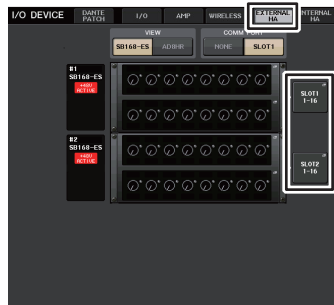 I/O DEVICE
DANTE PATCH
I/O
AMP
WIRELESS
EXTERNAL HA
INTERNAL HA
VIEW
COMM PORT
SB168-ES
AD8HR
NONE
SLOT1
#1
SB168-ES
+48V
ACTIVE
SLOT1
1-16
#2
SB168-ES
+48V
ACTIVE
SLOT2
1-16